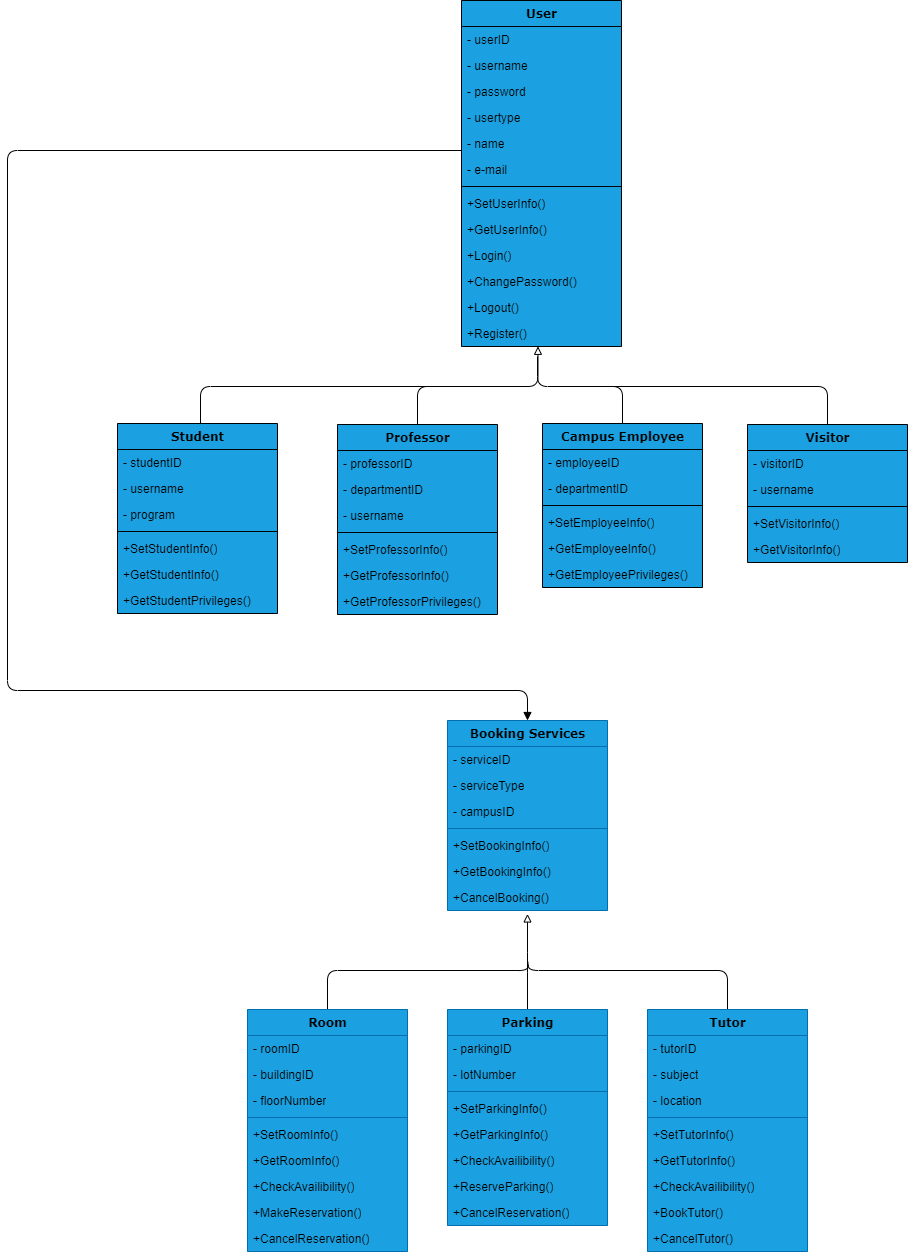 User
- userID
- username
- password
- usertype
- name
- e-mail
+SetUserInfo()
+GetUserInfo()
+Login()
+ChangePassword()
+Logout()
+Register()
Student
- studentID
- username
- program
+SetStudentInfo()
+GetStudentInfo()
+GetStudentPrivileges()
Professor
- professorID
- departmentID
- username
+SetProfessorInfo()
+GetProfessorInfo()
+GetProfessorPrivileges()
Campus Employee
- employeeID
- departmentID
+SetEmployeeInfo()
+GetEmployeeInfo()
+GetEmployeePrivileges()
Visitor
- visitorID
- username
+SetVisitorInfo()
+GetVisitorInfo()
Booking Services
- serviceID
- serviceType
- campusID
+SetBookingInfo()
+GetBookingInfo()
+CancelBooking()
Room
- roomID
- buildingID
- floorNumber
+SetRoomInfo()
+GetRoomInfo()
+CheckAvailibility()
+MakeReservation()
+CancelReservation()
Parking
- parkingID
- lotNumber
+SetParkingInfo()
+GetParkingInfo()
+CheckAvailibility()
+ReserveParking()
+CancelReservation()
Tutor
- tutorID
- subject
- location
+SetTutorInfo()
+GetTutorInfo()
+CheckAvailibility()
+BookTutor()
+CancelTutor()